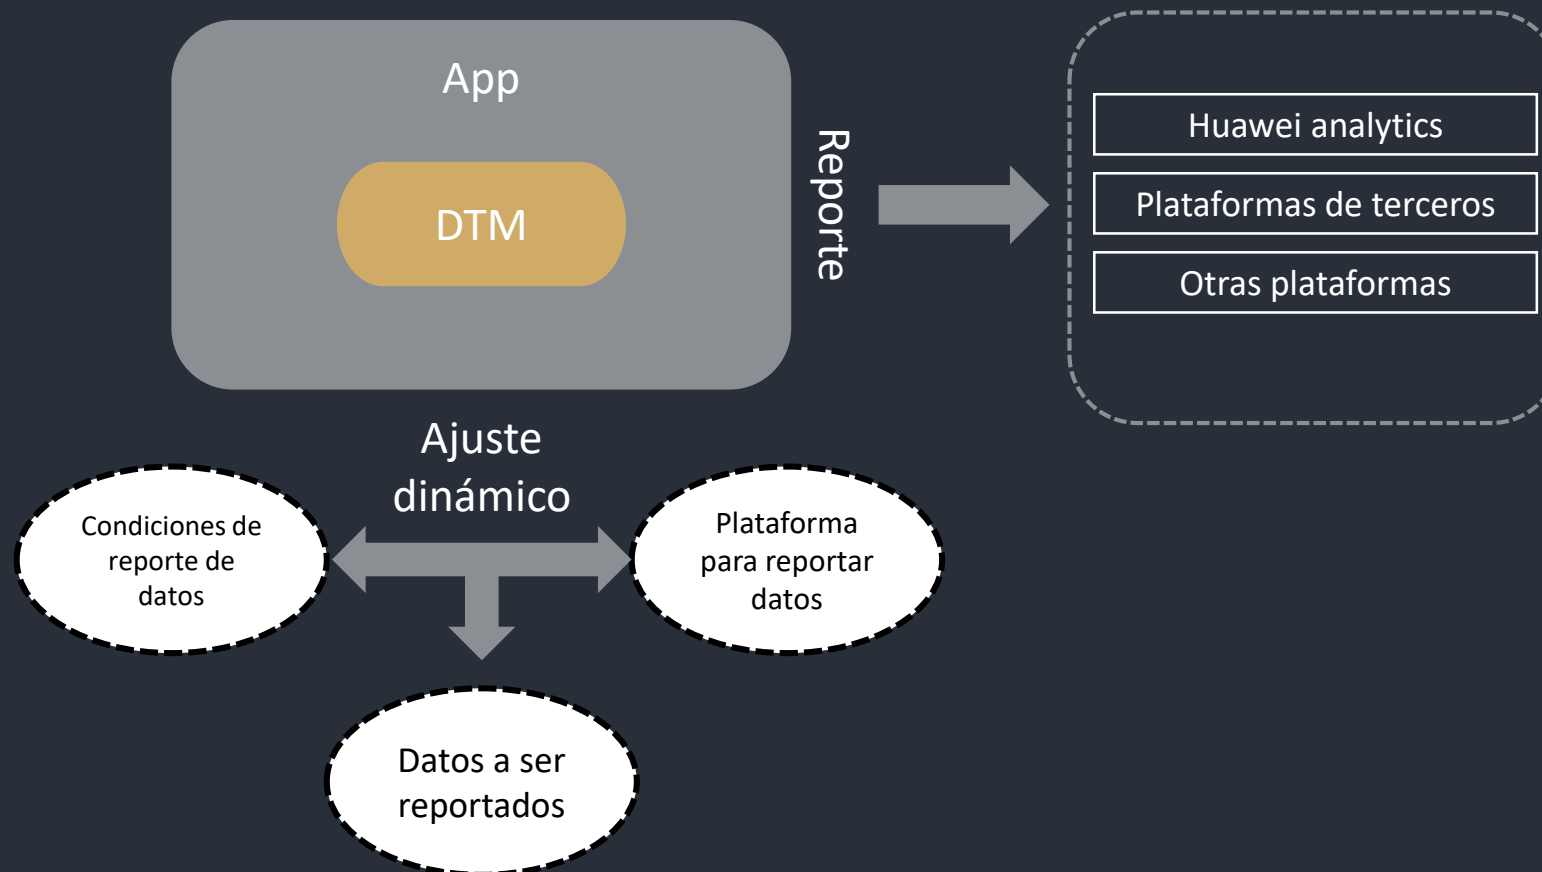 App
DTM
Reporte
Huawei analytics
Plataformas de terceros
Otras plataformas
Ajuste
dinámico
Condiciones de
reporte de
datos
Plataforma
para reportar
datos
Datos a ser
reportados